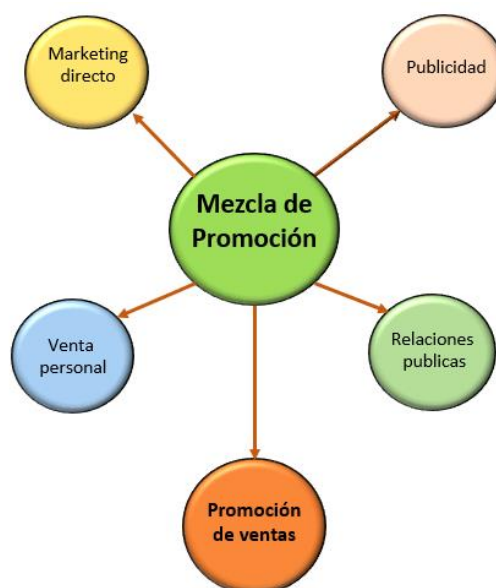 Marketing
directo
Publicidad
Mezcla de
Promoción
Venta
personal
Relaciones
publicas
Promoción
de ventas